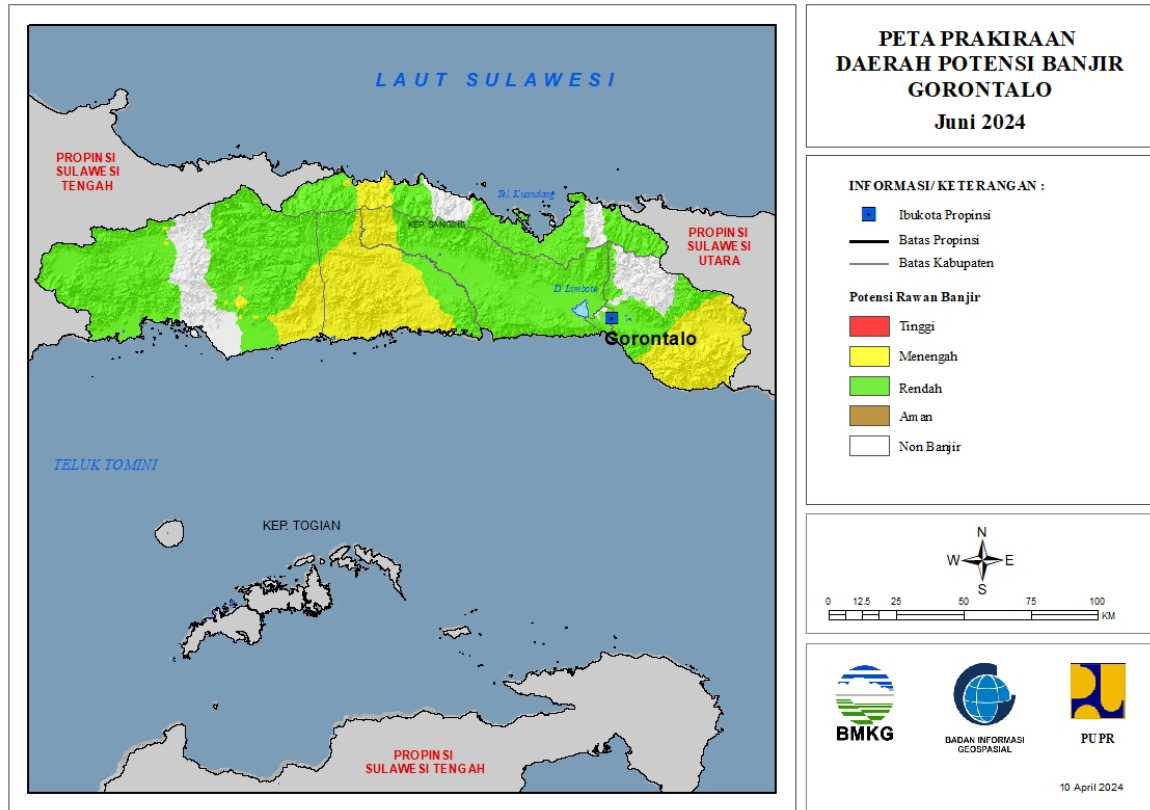 LAUT SULAWESI
PROPINSI
SULAWESI
TENGAH
Tel. Kuandang
KEP. SANGIHE
PROPINSI
SULAWESI
UTARA
D. Limboto
Gorontalo
TELUK TOMINI
KEP. TOGIAN
PROPINSI
SULAWESI TENGAH
PETA PRAKIRAAN
DAERAH POTENSI BANJIR
GORONTALO
Juni 2024
INFORMASI/ KETERANGAN :
Ibukota Propinsi
Batas Propinsi
Batas Kabupaten
Potensi Rawan Banjir
Tinggi
Menengah
Rendah
Aman
Non Banjir
N
W E
S
0 12.5 25 50 75 100
KM
BMKG
BADAN INFORMASI
GEOSPASIAL
PUPR
10 April 2024